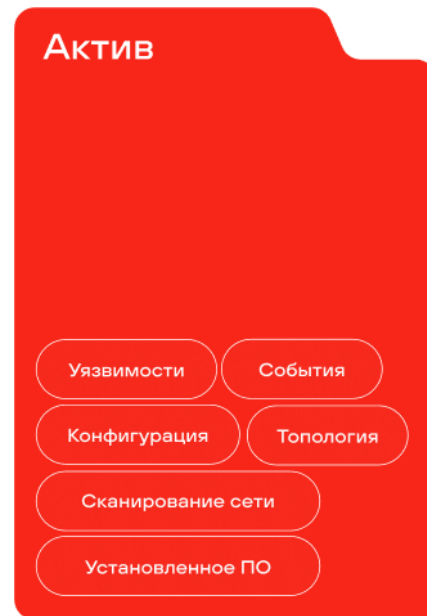 Актив
Уязвимости
События
Конфигурация
Топология
Сканирование сети
Установленное ПО